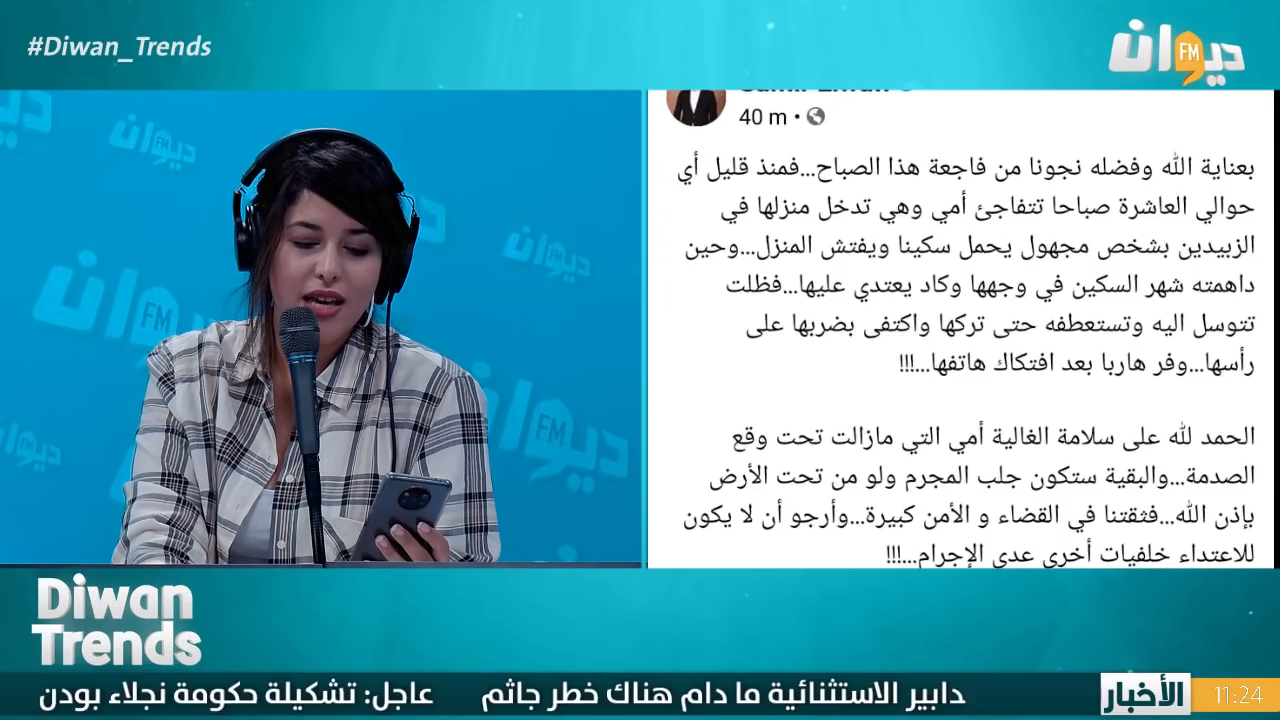 #Diwan_Trends
ديوان FM
40 m •
بعناية الله وفضله نجونا من فاجعة هذا الصباح...فمنذ قليل أي
حوالي العاشرة صباحا تتفاجئ أمي وهي تدخل منزلها في
الزبيدين بشخص مجهول يحمل سكينا ويفتش المنزل...وحين
داهمته شهر السكين في وجهها وكاد يعتدي عليها...فظلت
تتوسل اليه وتستعطفه حتى تركها واكتفى بضربها على
رأسها...وفر هاربا بعد افتكاك هاتفها...!!!
الحمد لله على سلامة الغالية أمي التي مازالت تحت وقع
الصدمة...والبقية ستكون جلب المجرم ولو من تحت الأرض
بإذن الله...فثقتنا في القضاء و الأمن كبيرة...وأرجو أن لا يكون
للاعتداء خلفيات أخرى عدى الإجرام...!!!
Diwan
Trends
الأخبار
11:24
دابير الاستثنائية ما دام هناك خطر جاثم
عاجل: تشكيلة حكومة نجلاء بودن